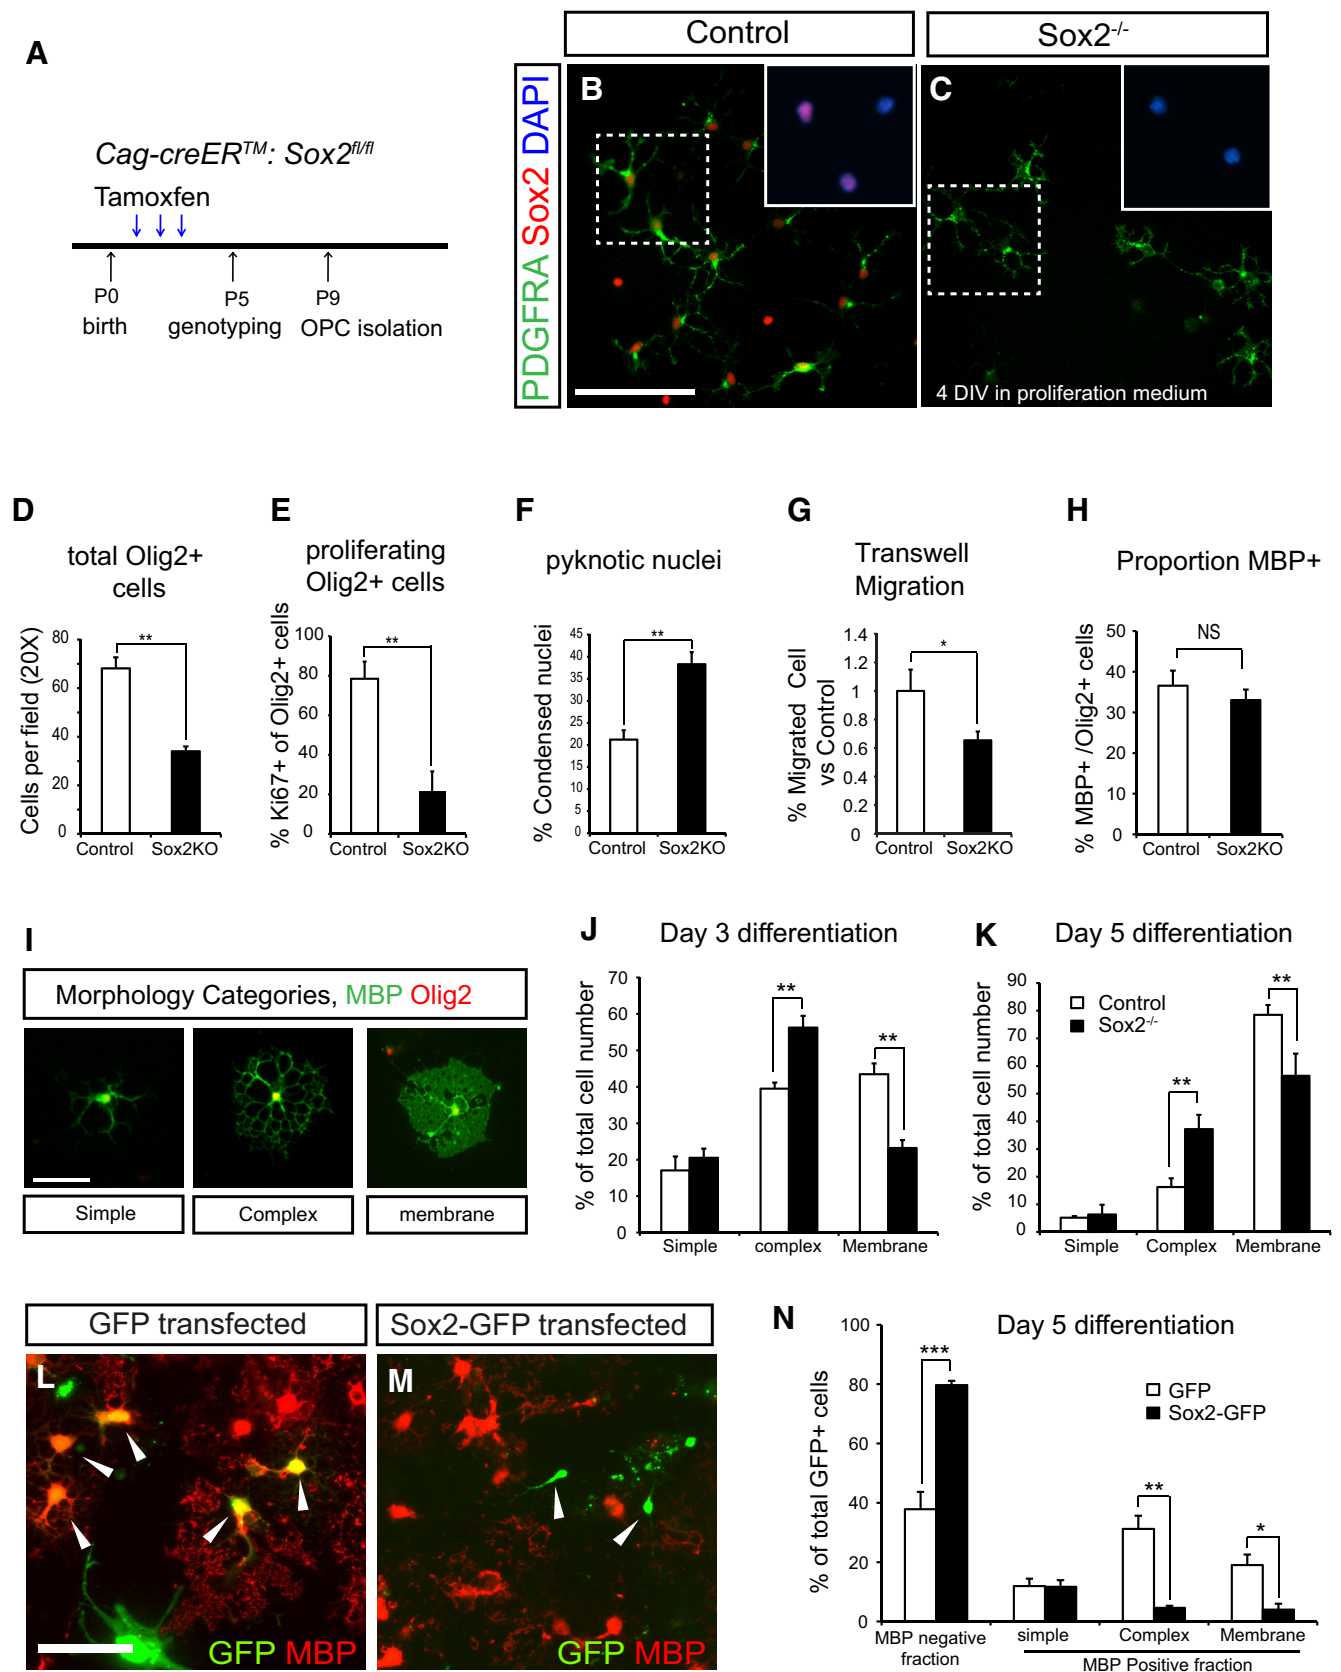 A
Cag-creER™: Sox2fl/fl
Tamoxfen
P0
birth
P5
genotyping
P9
OPC isolation
Control
Sox2-/-
PDGFRA Sox2 DAPI
B
C
4 DIV in proliferation medium
D
total Olig2+
cells
Cells per field (20X)
80
60
40
20
0
**
Control
Sox2KO
E
proliferating
Olig2+ cells
% Ki67+ of Olig2+ cells
100
80
60
40
20
0
**
Control
Sox2KO
F
pyknotic nuclei
% Condensed nuclei
45
40
35
30
25
20
15
10
5
0
**
Control
Sox2KO
G
Transwell
Migration
% Migrated Cell
vs Control
1.4
1.2
1
0.8
0.6
0.4
0.2
0
*
Control
Sox2KO
H
Proportion MBP+
% MBP+ /Olig2+ cells
50
40
30
20
10
0
NS
Control
Sox2KO
I
Morphology Categories, MBP Olig2
Simple
Complex
membrane
J
Day 3 differentiation
% of total cell number
70
60
50
40
30
20
10
0
**
**
Simple
complex
Membrane
K
Day 5 differentiation
% of total cell number
90
80
70
60
50
40
30
20
10
0
Control
Sox2-/-
**
**
Simple
Complex
Membrane
GFP transfected
Sox2-GFP transfected
L
GFP MBP
M
GFP MBP
N
Day 5 differentiation
% of total GFP+ cells
100
80
60
40
20
0
GFP
Sox2-GFP
***
**
*
MBP negative
fraction
simple
Complex
Membrane
MBP Positive fraction